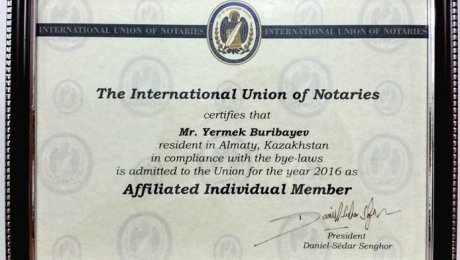 INTERNATIONAL UNION OF NOTARIES INTERNATIONAL UNION OF NOTARIES
The International Union of Notaries
certifies that
Mr. Yermek Buribayev
resident in Almaty, Kazakhstan
in compliance with the bye-laws
is admitted to the Union for the year 2016 as
Affiliated Individual Member
President
Daniel-Sédar Senghor